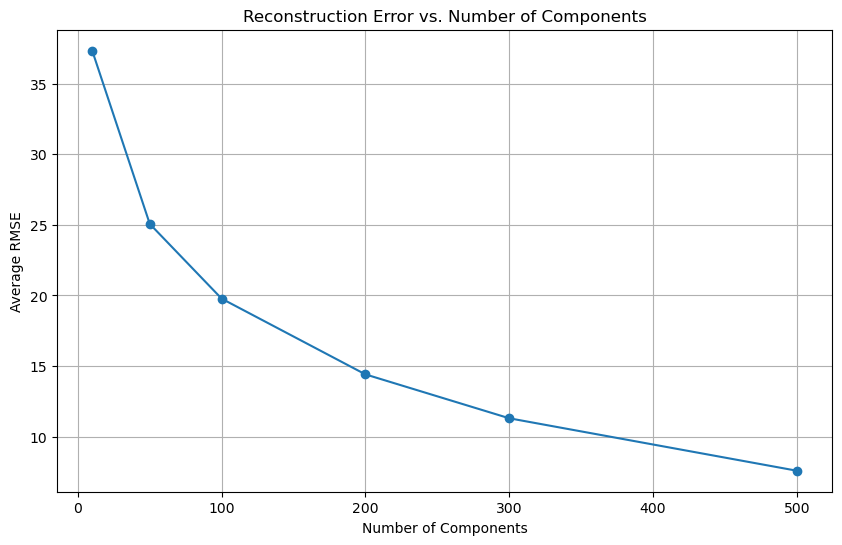 Reconstruction Error vs. Number of Components
Average RMSE
35
30
25
20
15
10
0 100 200 300 400 500
Number of Components